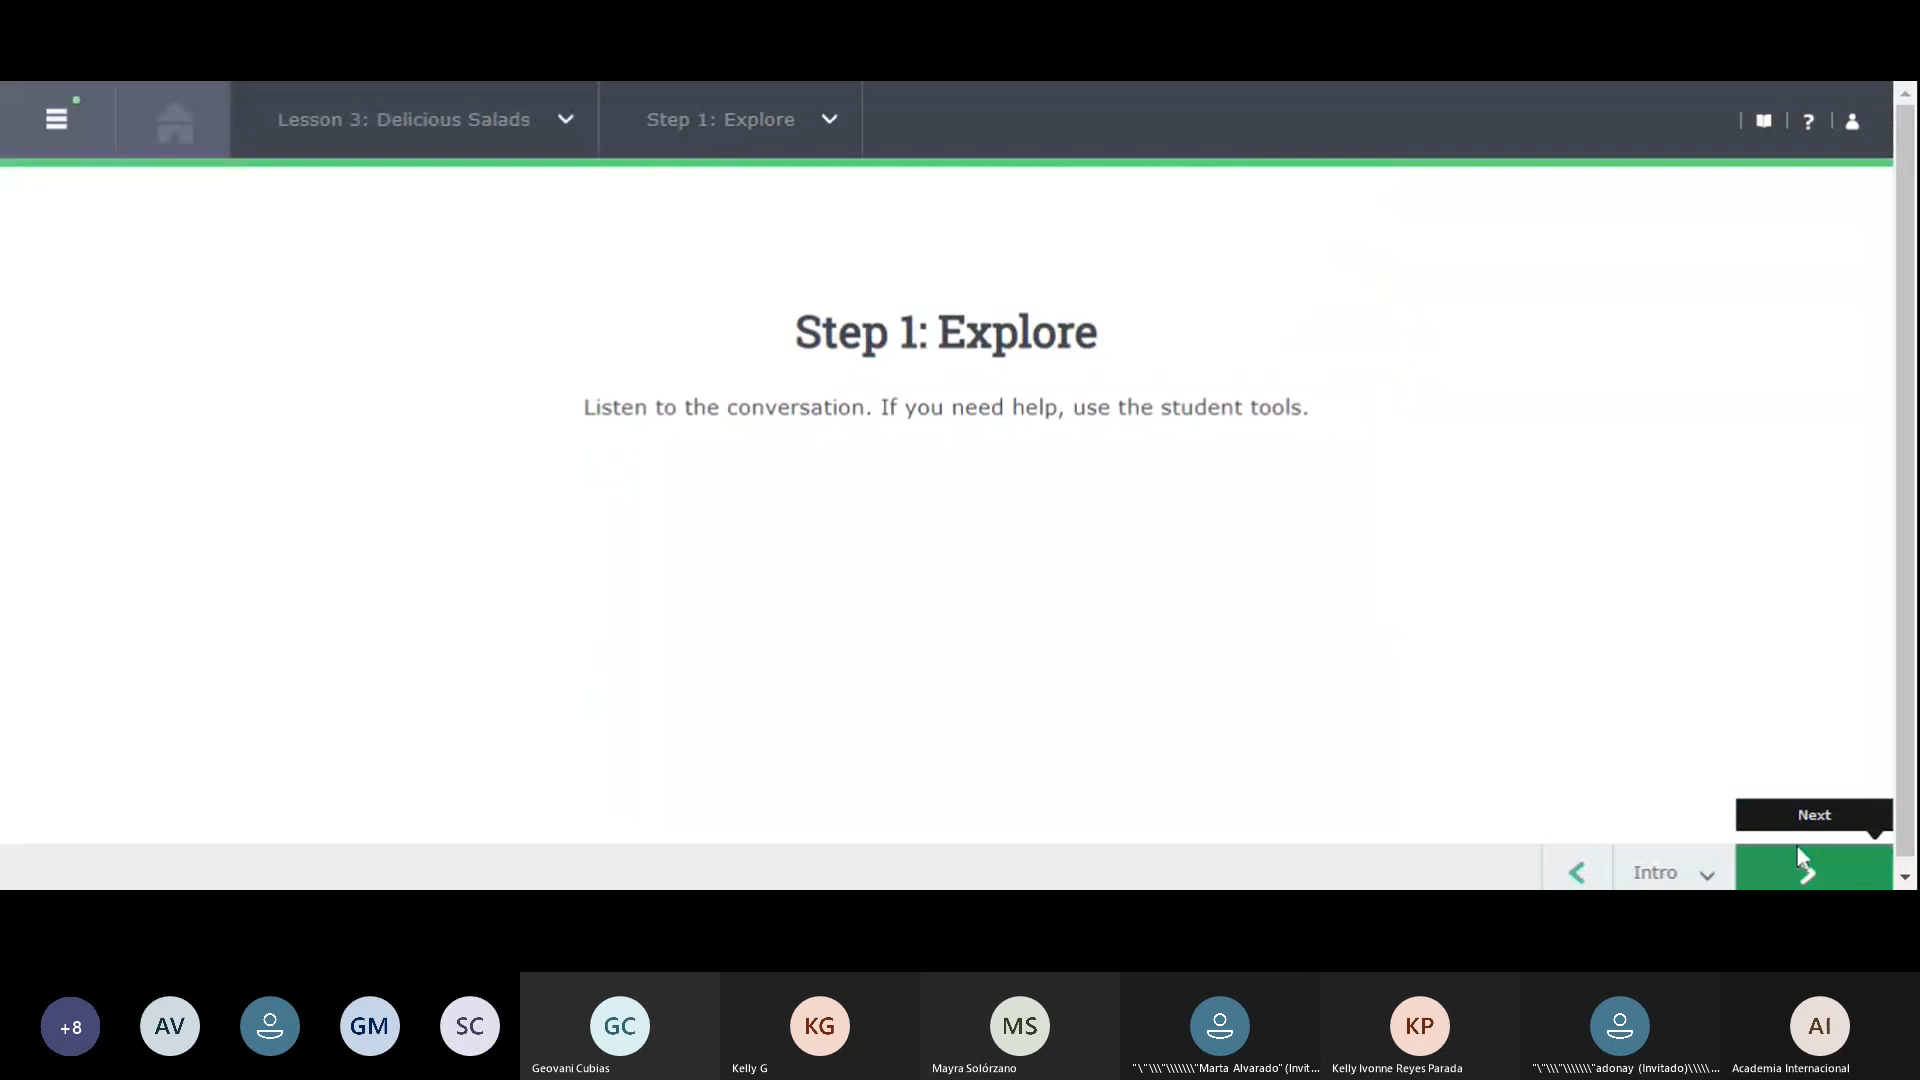 Lesson 3: Delicious Salads
Step 1: Explore
?
Step 1: Explore
Listen to the conversation. If you need help, use the student tools.
Next
Intro
+8
AV
GM
SC
GC
KG
MS
KP
AI
Geovani Cubias
Kelly G
Mayra Solórzano
"\"\\\"\\\\\\\"Marta Alvarado" (Invit...
Kelly Ivonne Reyes Parada
"\"\\\"\\\\\\\"adonay (Invitado)\\\\\...
Academia Internacional